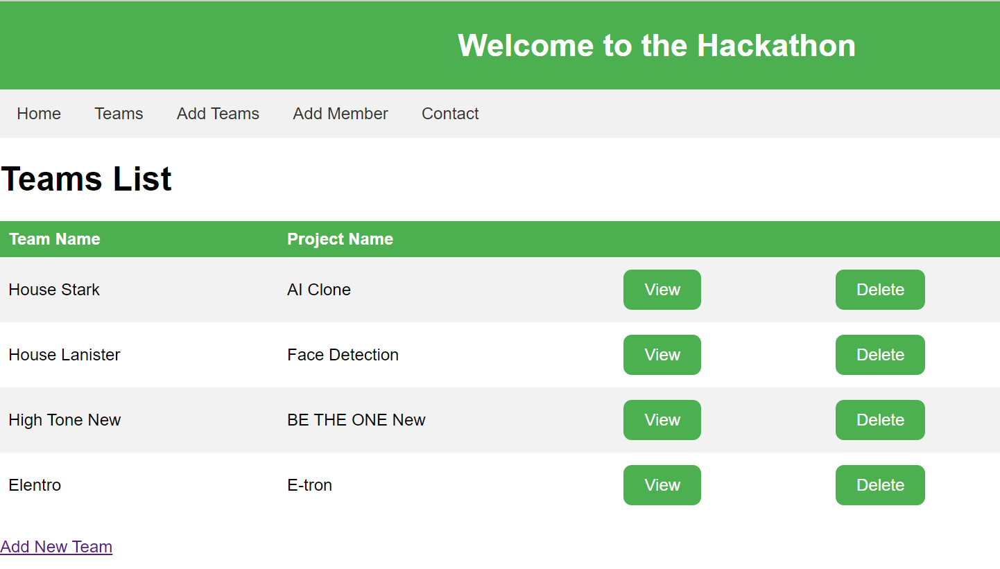 Welcome to the Hackathon
Home Teams Add Teams Add Member Contact
Teams List
Team Name Project Name
House Stark AI Clone View Delete
House Lanister Face Detection View Delete
High Tone New BE THE ONE New View Delete
Elentro E-tron View Delete
Add New Team